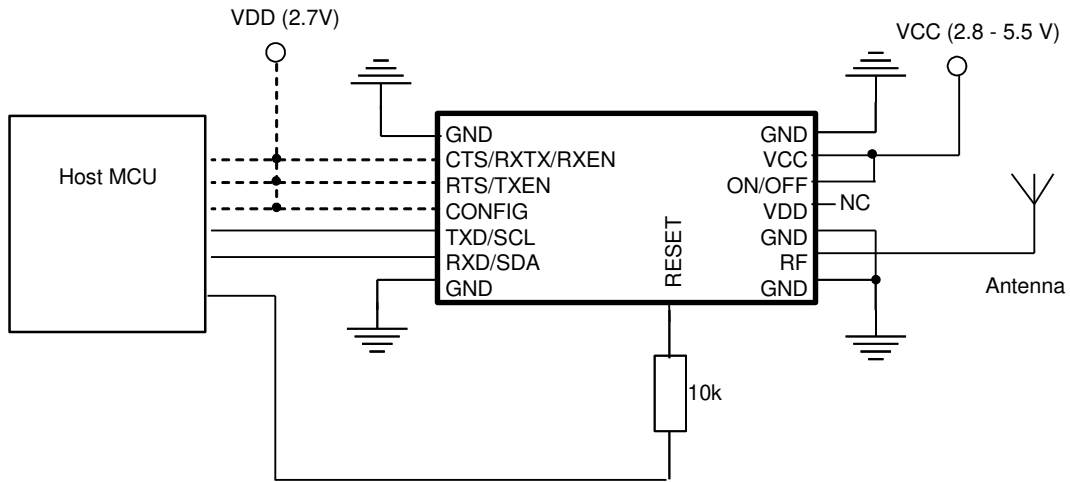 VDD (2.7V)
VCC (2.8 - 5.5 V)
Host MCU
GND
CTS/RXTX/RXEN
RTS/TXEN
CONFIG
TXD/SCL
RXD/SDA
GND
RESET
GND
VCC
ON/OFF
VDD
NC
GND
RF
GND
Antenna
10k